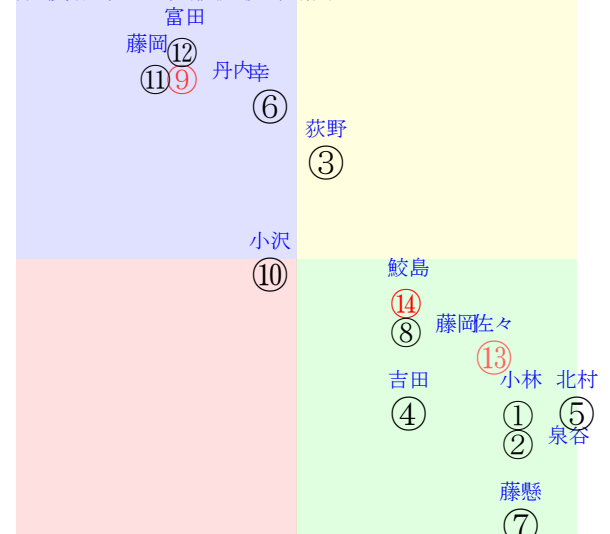 富田
藤岡⑫
⑪⑨
丹内幸
⑥
荻野
③
小沢
⑩
鮫島
⑭
⑧
藤岡佐々
⑬
吉田
④
小林
①
②
北村
⑤
泉谷
藤懸
⑦